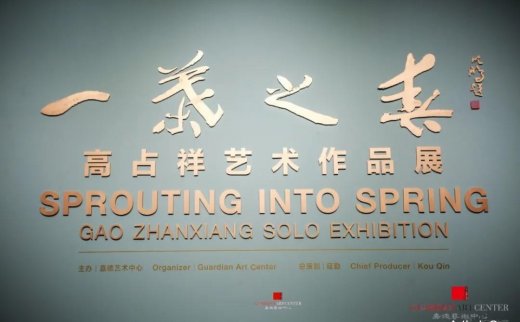 一叶之春
高占祥艺术作品展
SPROUTING INTO SPRING
GAO ZHANXIANG SOLO EXHIBITION
主办 | 嘉德艺术中心 Organizer | Guardian Art Center 总策划 | 寇勤 Chief Producer | Kou Qin